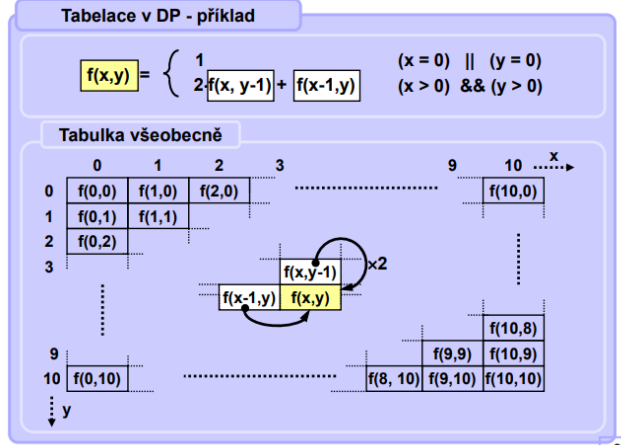 Tabelace v DP - příklad
f(x,y) = { 1 (x = 0) || (y = 0)
2·f(x, y-1) + f(x-1,y) (x > 0) && (y > 0)
Tabulka všeobecně
0 1 2 3 9 10 x
0 f(0,0) f(1,0) f(2,0) f(10,0)
1 f(0,1) f(1,1)
2 f(0,2)
3
f(x,y-1) ×2
f(x-1,y) f(x,y)
f(10,8)
9 f(9,9) f(10,9)
10 f(0,10) f(8, 10) f(9,10) f(10,10)
y